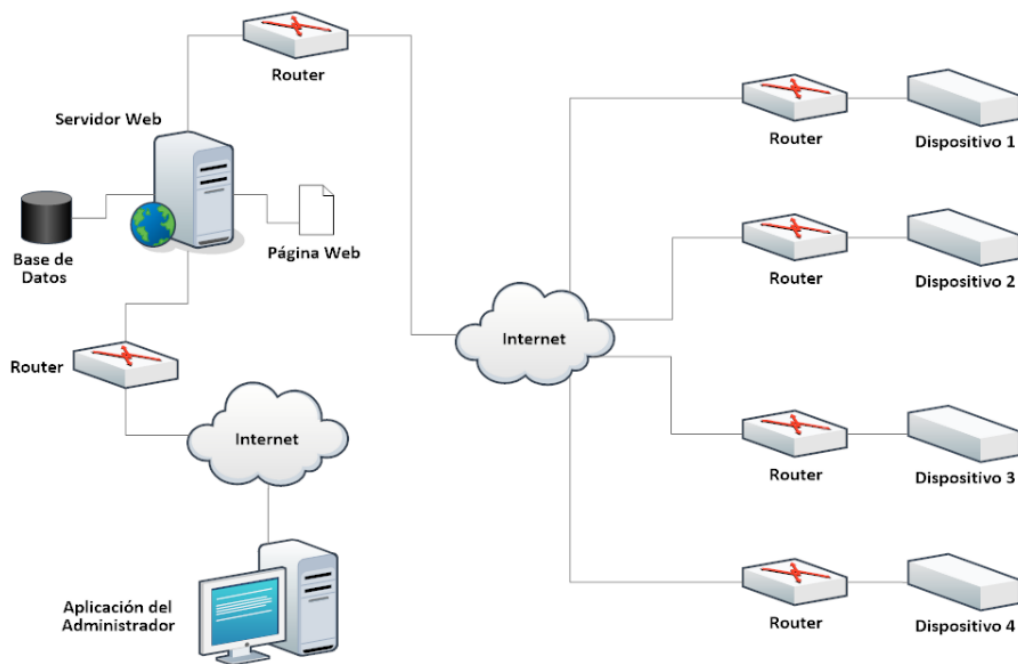 Router
Servidor Web
Base de
Datos
Página Web
Router
Internet
Aplicación del
Administrador
Internet
Router
Dispositivo 1
Router
Dispositivo 2
Router
Dispositivo 3
Router
Dispositivo 4